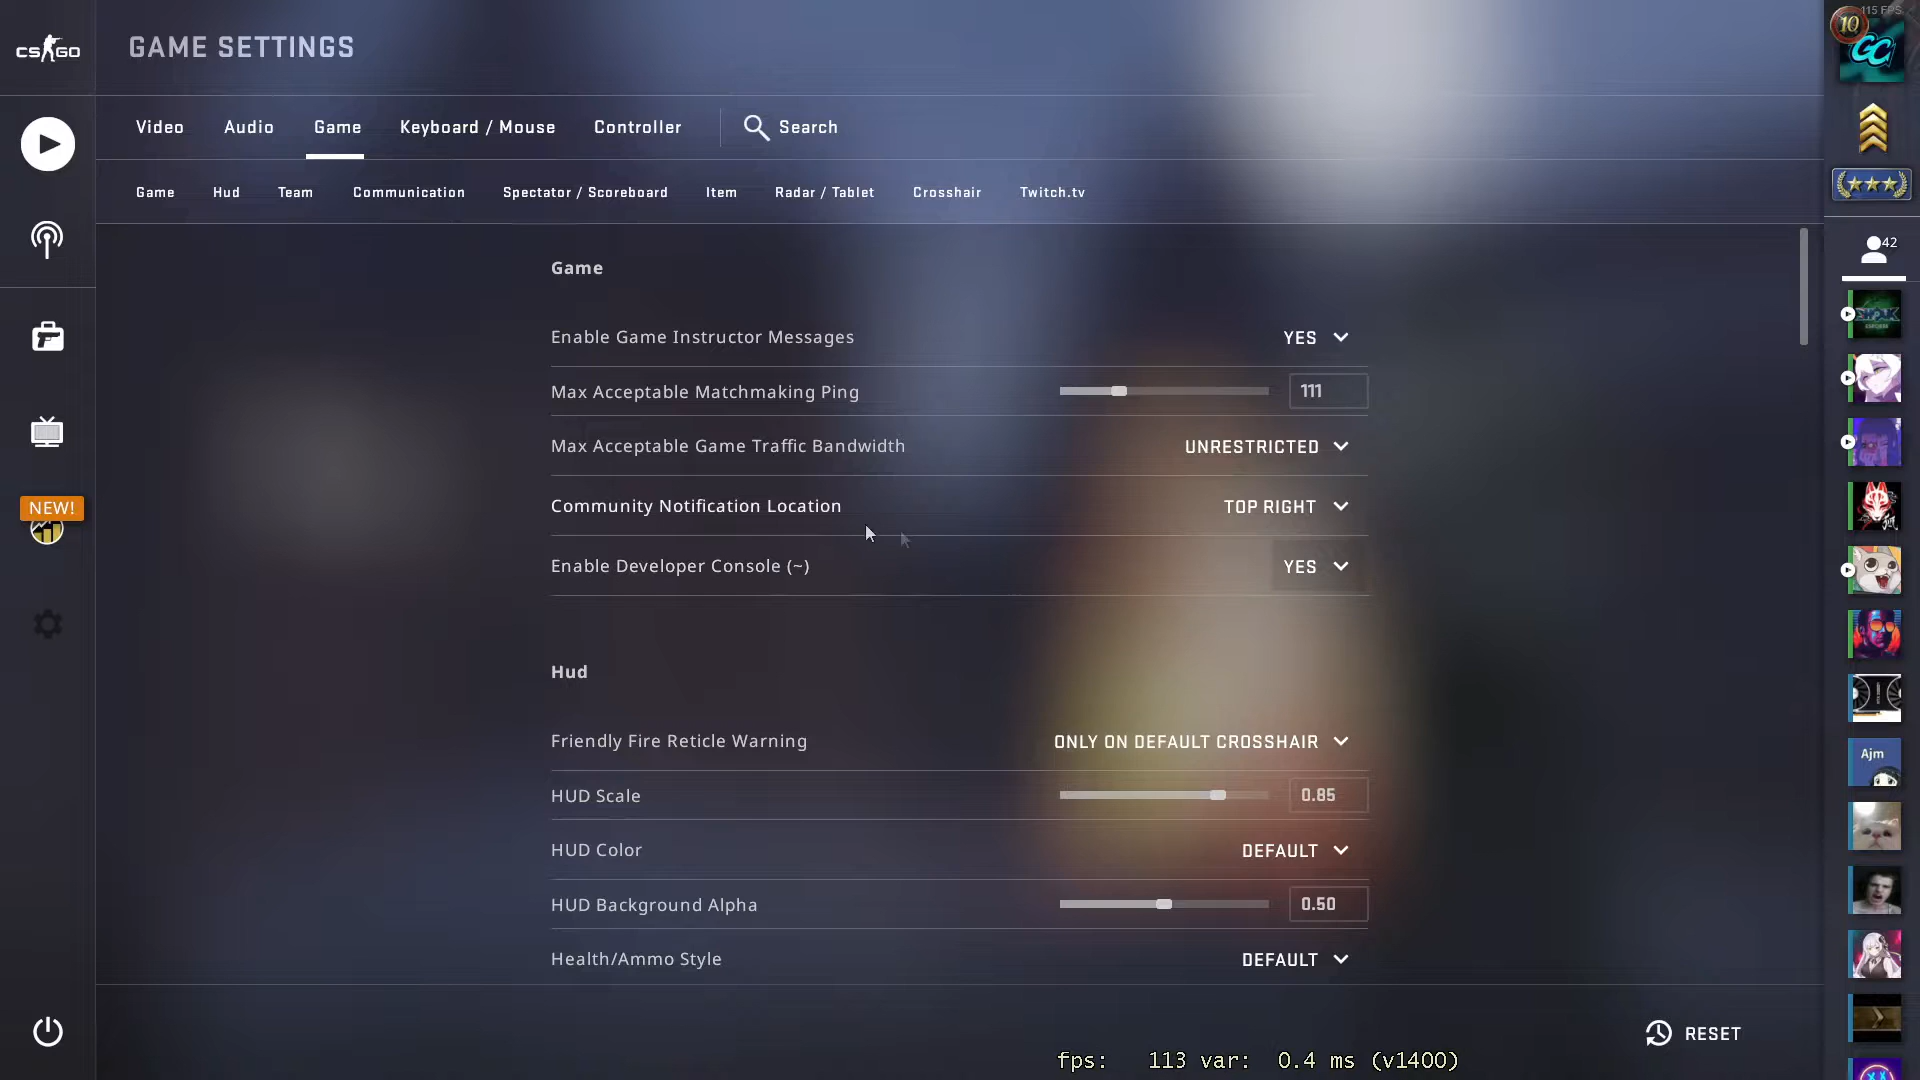 CS GO
GAME SETTINGS
115 FPS
10
GC
Video
Audio
Game
Keyboard / Mouse
Controller
Search
Game
Hud
Team
Communication
Spectator / Scoreboard
Item
Radar / Tablet
Crosshair
Twitch.tv
42
Game
Enable Game Instructor Messages
YES
Max Acceptable Matchmaking Ping
111
Max Acceptable Game Traffic Bandwidth
UNRESTRICTED
NEW!
Community Notification Location
TOP RIGHT
Enable Developer Console (~)
YES
Hud
Friendly Fire Reticle Warning
ONLY ON DEFAULT CROSSHAIR
Ajm
HUD Scale
0.85
HUD Color
DEFAULT
HUD Background Alpha
0.50
Health/Ammo Style
DEFAULT
RESET
fps: 113 var: 0.4 ms (v1400)